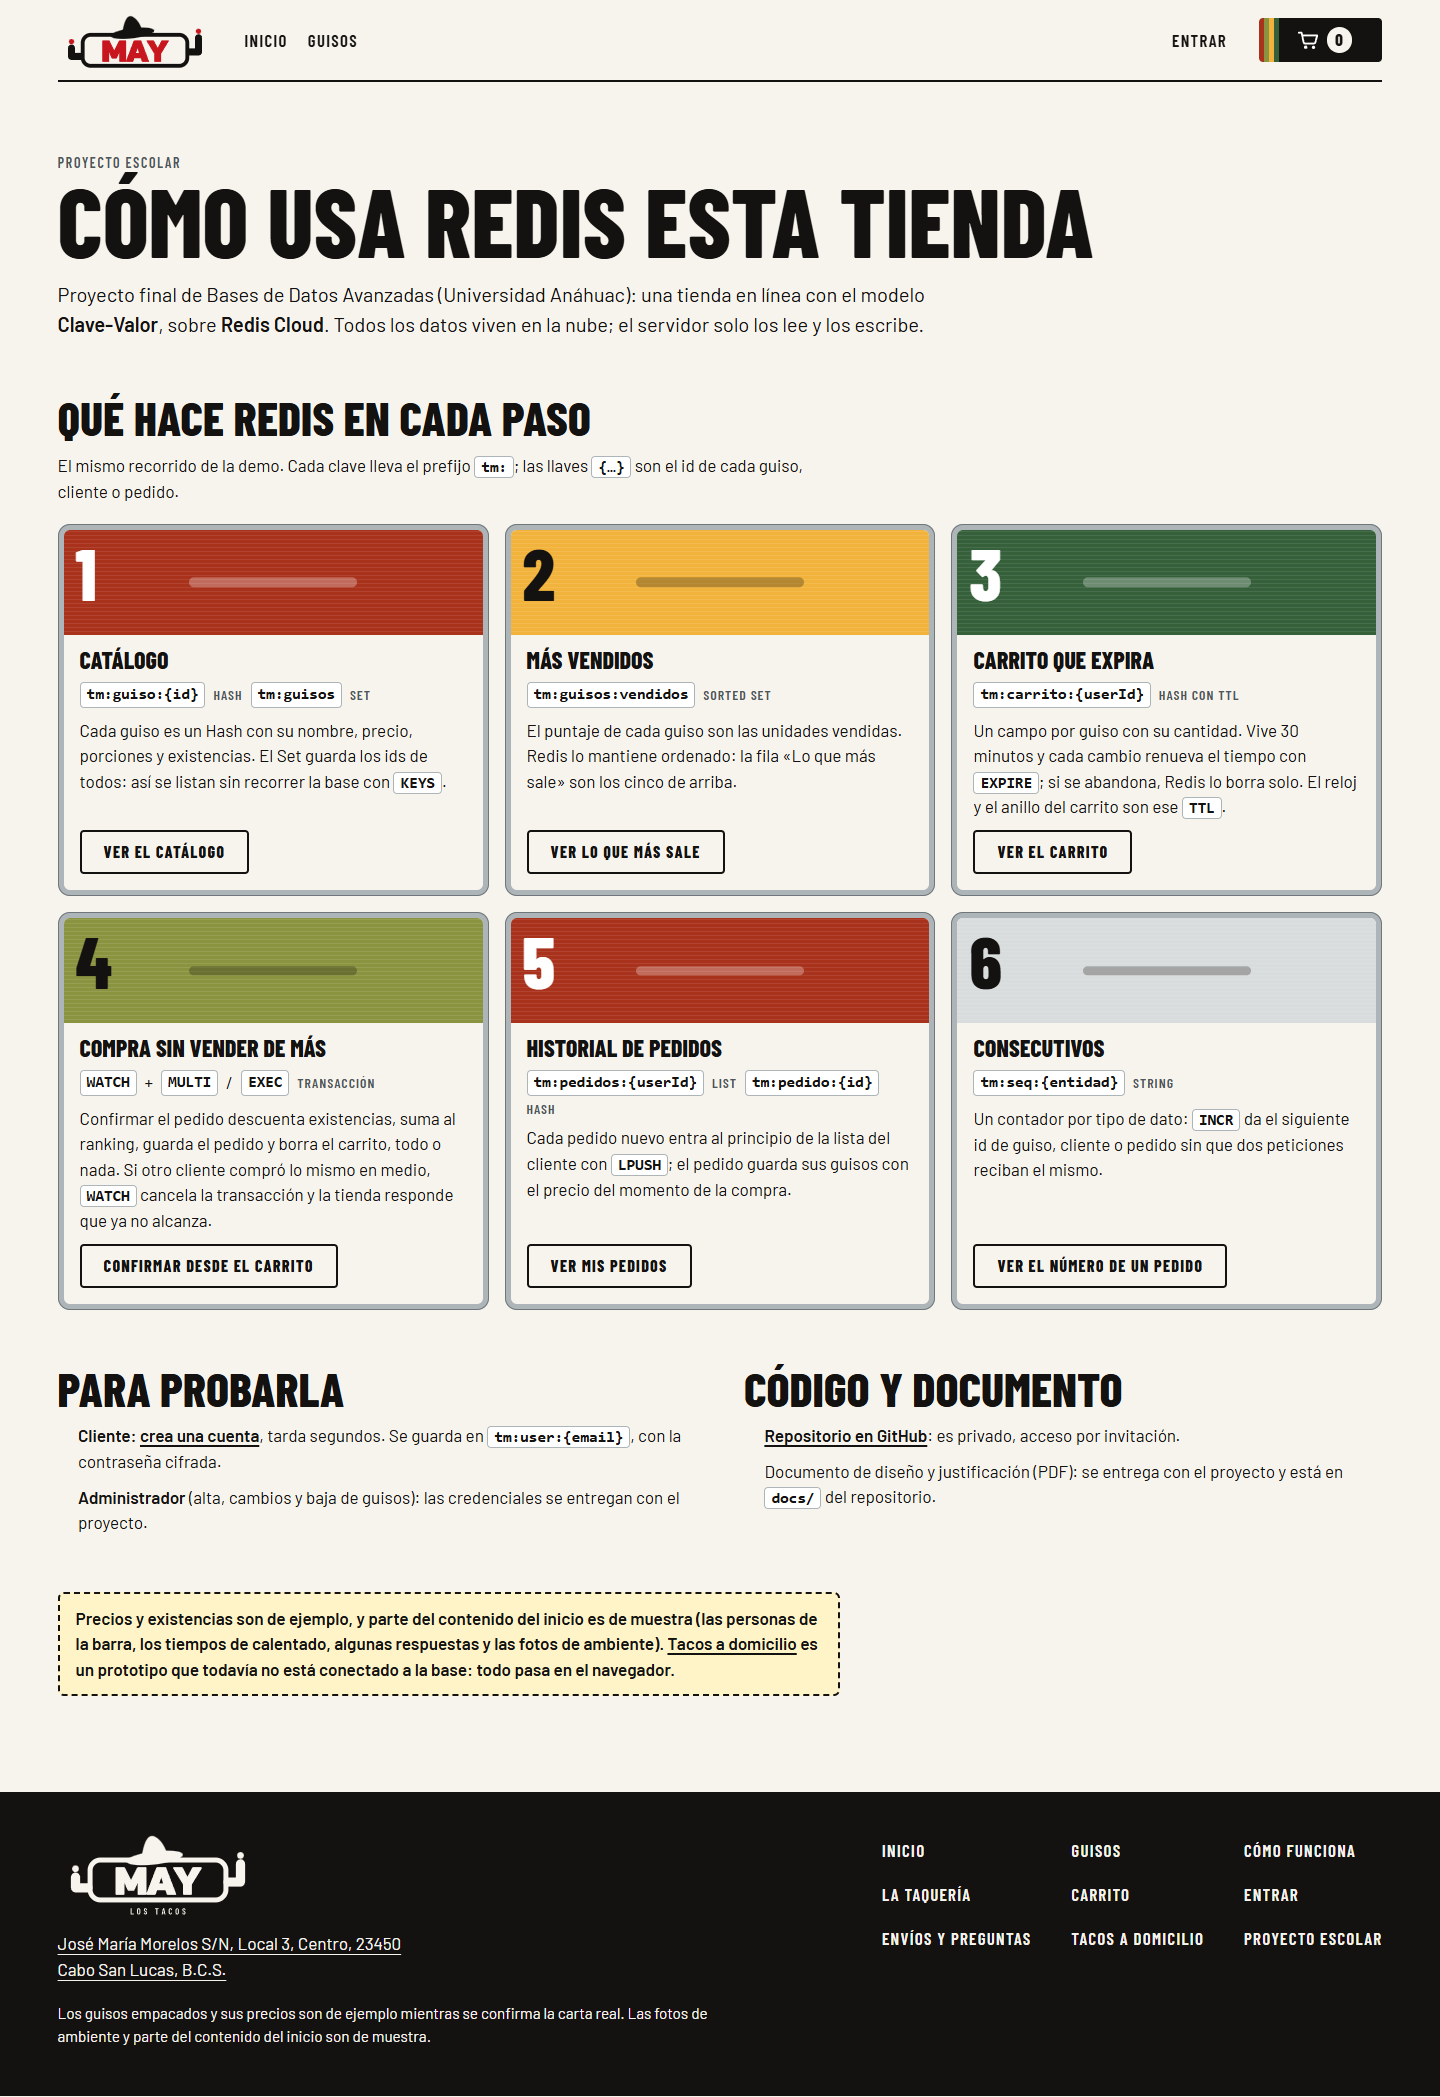 MAY
INICIO
GUISOS
ENTRAR
0
PROYECTO ESCOLAR
CÓMO USA REDIS ESTA TIENDA
Proyecto final de Bases de Datos Avanzadas (Universidad Anáhuac): una tienda en línea con el modelo
Clave-Valor, sobre Redis Cloud. Todos los datos viven en la nube; el servidor solo los lee y los escribe.
QUÉ HACE REDIS EN CADA PASO
El mismo recorrido de la demo. Cada clave lleva el prefijo tm: ; las llaves {…} son el id de cada guiso,
cliente o pedido.
1
CATÁLOGO
tm:guiso:{id} HASH tm:guisos SET
Cada guiso es un Hash con su nombre, precio,
porciones y existencias. El Set guarda los ids de
todos: así se listan sin recorrer la base con KEYS .
VER EL CATÁLOGO
2
MÁS VENDIDOS
tm:guisos:vendidos SORTED SET
El puntaje de cada guiso son las unidades vendidas.
Redis lo mantiene ordenado: la fila «Lo que más
sale» son los cinco de arriba.
VER LO QUE MÁS SALE
3
CARRITO QUE EXPIRA
tm:carrito:{userId} HASH CON TTL
Un campo por guiso con su cantidad. Vive 30
minutos y cada cambio renueva el tiempo con
EXPIRE ; si se abandona, Redis lo borra solo. El reloj
y el anillo del carrito son ese TTL .
VER EL CARRITO
4
COMPRA SIN VENDER DE MÁS
WATCH + MULTI / EXEC TRANSACCIÓN
Confirmar el pedido descuenta existencias, suma al
ranking, guarda el pedido y borra el carrito, todo o
nada. Si otro cliente compró lo mismo en medio,
WATCH cancela la transacción y la tienda responde
que ya no alcanza.
CONFIRMAR DESDE EL CARRITO
5
HISTORIAL DE PEDIDOS
tm:pedidos:{userId} LIST tm:pedido:{id}
HASH
Cada pedido nuevo entra al principio de la lista del
cliente con LPUSH ; el pedido guarda sus guisos con
el precio del momento de la compra.
VER MIS PEDIDOS
6
CONSECUTIVOS
tm:seq:{entidad} STRING
Un contador por tipo de dato: INCR da el siguiente
id de guiso, cliente o pedido sin que dos peticiones
reciban el mismo.
VER EL NÚMERO DE UN PEDIDO
PARA PROBARLA
Cliente: crea una cuenta, tarda segundos. Se guarda en tm:user:{email} , con la
contraseña cifrada.
Administrador (alta, cambios y baja de guisos): las credenciales se entregan con el
proyecto.
CÓDIGO Y DOCUMENTO
Repositorio en GitHub: es privado, acceso por invitación.
Documento de diseño y justificación (PDF): se entrega con el proyecto y está en
docs/ del repositorio.
Precios y existencias son de ejemplo, y parte del contenido del inicio es de muestra (las personas de
la barra, los tiempos de calentado, algunas respuestas y las fotos de ambiente). Tacos a domicilio es
un prototipo que todavía no está conectado a la base: todo pasa en el navegador.
MAY
LOS TACOS
José María Morelos S/N, Local 3, Centro, 23450
Cabo San Lucas, B.C.S.
Los guisos empacados y sus precios son de ejemplo mientras se confirma la carta real. Las fotos de
ambiente y parte del contenido del inicio son de muestra.
INICIO
GUISOS
CÓMO FUNCIONA
LA TAQUERÍA
CARRITO
ENTRAR
ENVÍOS Y PREGUNTAS
TACOS A DOMICILIO
PROYECTO ESCOLAR